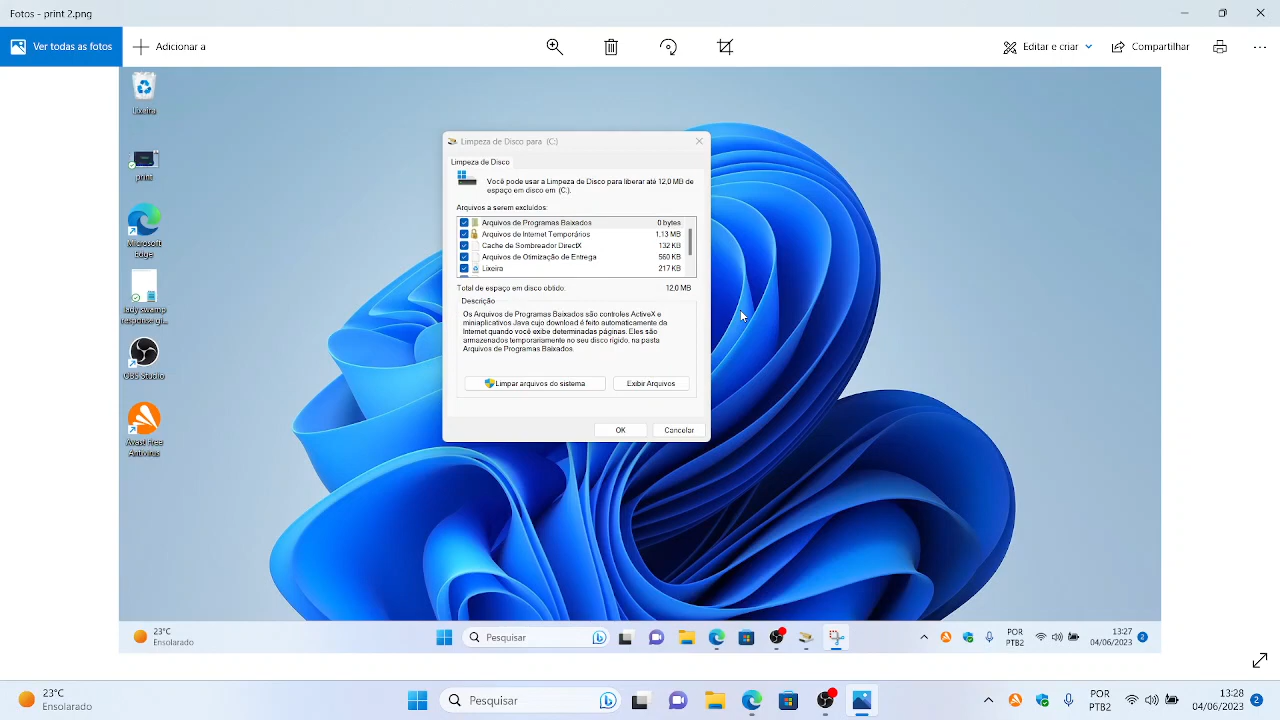 Fotos - print 2.png
Ver todas as fotos
Adicionar a
Editar e criar
Compartilhar
Lixeira
print
Microsoft
Edge
lady swamp
response gi...
OBS Studio
Avast Free
Antivirus
Limpeza de Disco para (C:)
Limpeza de Disco
Você pode usar a Limpeza de Disco para liberar até 12,0 MB de
espaço em disco em (C:).
Arquivos a serem excluídos:
Arquivos de Programas Baixados 0 bytes
Arquivos de Internet Temporários 1,13 MB
Cache de Sombreador DirectX 132 KB
Arquivos de Otimização de Entrega 560 KB
Lixeira 217 KB
Total de espaço em disco obtido: 12,0 MB
Descrição
Os Arquivos de Programas Baixados são controles ActiveX e
miniaplicativos Java cujo download é feito automaticamente da
Internet quando você exibe determinadas páginas. Eles são
armazenados temporariamente no seu disco rígido, na pasta
Arquivos de Programas Baixados.
Limpar arquivos do sistema
Exibir Arquivos
OK
Cancelar
23°C
Ensolarado
Pesquisar
POR
PTB2
13:27
04/06/2023
2
23°C
Ensolarado
Pesquisar
POR
PTB2
13:28
04/06/2023
2